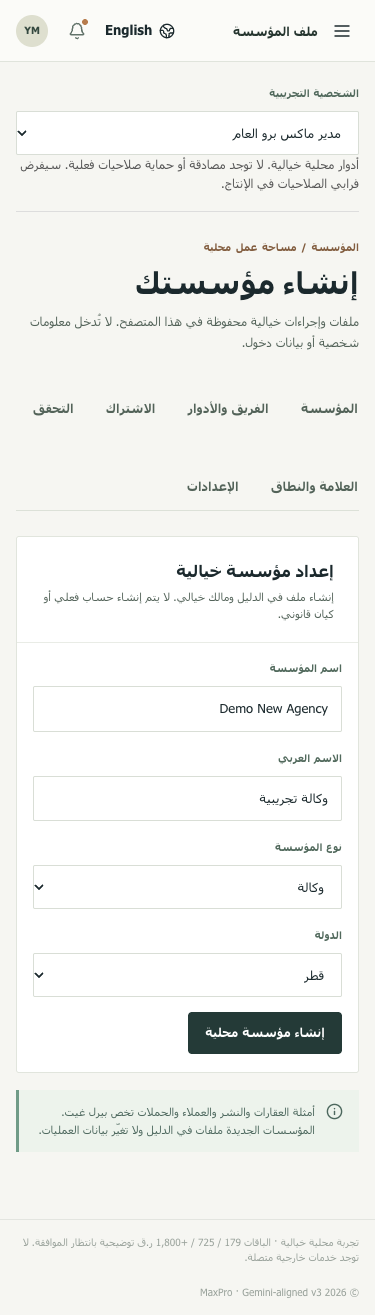 ملف المؤسسة
English
YM
الشخصية التجريبية
مدير ماكس برو العام
أدوار محلية خيالية. لا توجد مصادقة أو حماية صلاحيات فعلية. سيفرض
فرابي الصلاحيات في الإنتاج.
المؤسسة / مساحة عمل محلية
إنشاء مؤسستك
ملفات وإجراءات خيالية محفوظة في هذا المتصفح. لا تُدخل معلومات
شخصية أو بيانات دخول.
المؤسسة
الفريق والأدوار
الاشتراك
التحقق
العلامة والنطاق
الإعدادات
إعداد مؤسسة خيالية
إنشاء ملف في الدليل ومالك خيالي. لا يتم إنشاء حساب فعلي أو
كيان قانوني.
اسم المؤسسة
Demo New Agency
الاسم العربي
وكالة تجريبية
نوع المؤسسة
وكالة
الدولة
قطر
إنشاء مؤسسة محلية
أمثلة العقارات والنشر والعملاء والحملات تخص بيرل غيت.
المؤسسات الجديدة ملفات في الدليل ولا تغيّر بيانات العمليات.
تجربة محلية خيالية · الباقات 179 / 725 / +1,800 ر.ق توضيحية بانتظار الموافقة. لا
توجد خدمات خارجية متصلة.
© 2026 MaxPro · Gemini-aligned v3